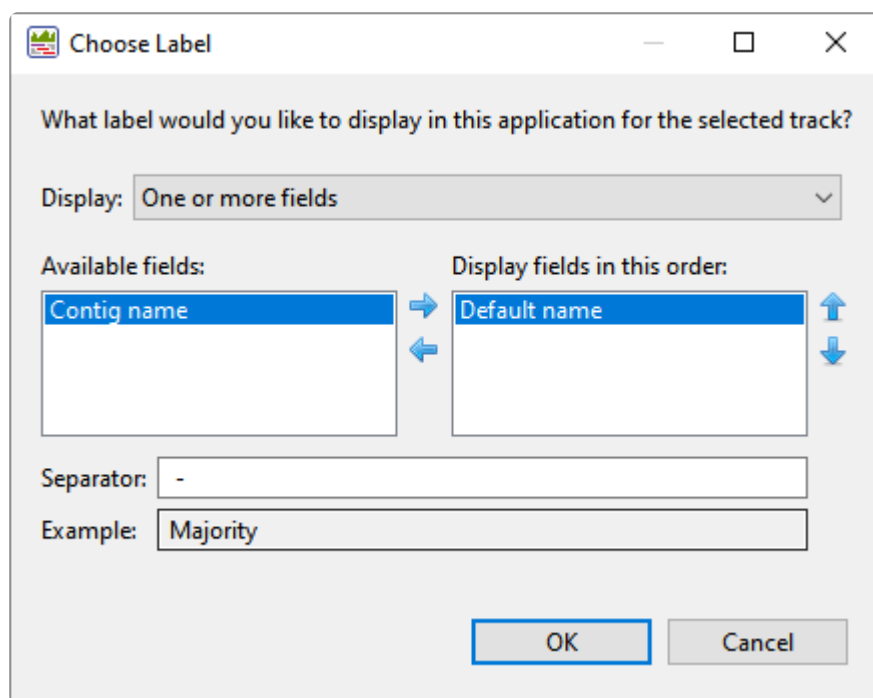 Choose Label
What label would you like to display in this application for the selected track?
Display: One or more fields
Available fields:
Display fields in this order:
Contig name
Default name
Separator: -
Example: Majority
OK
Cancel